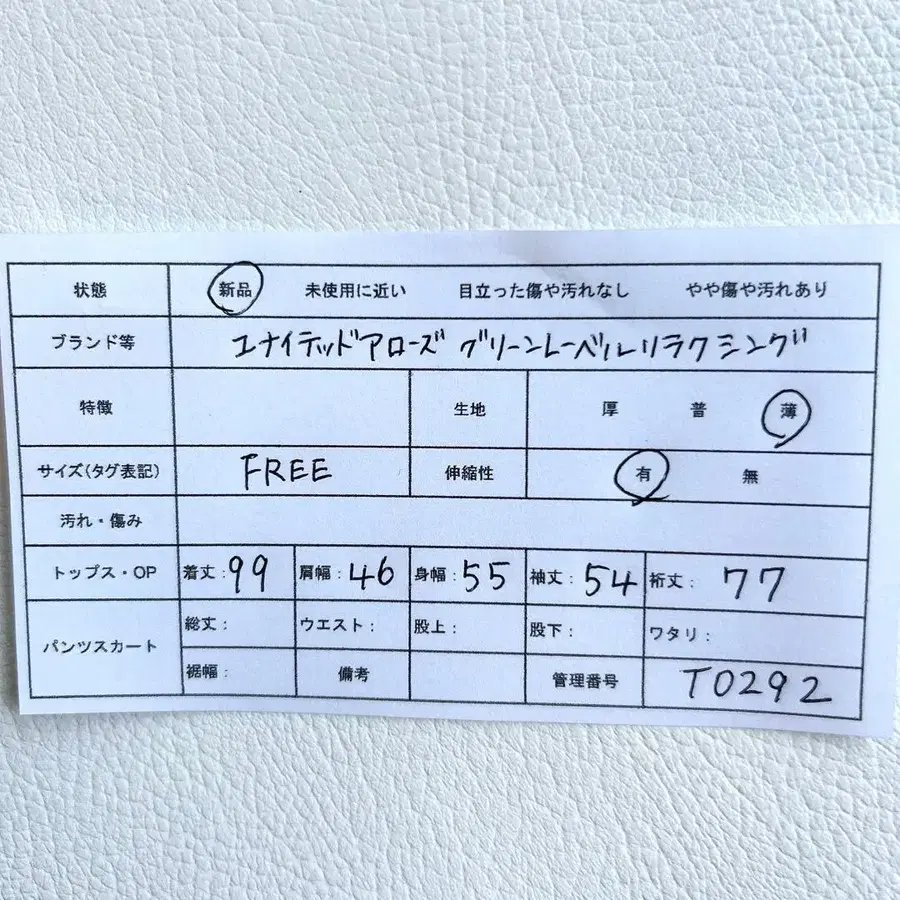 状態 新品 未使用に近い 目立った傷や汚れなし やや傷や汚れあり
ブランド等 ユナイテッドアローズ グリーンレーベルリラクシング
特徴 生地 厚 普 薄
サイズ(タグ表記) FREE 伸縮性 有 無
汚れ・傷み
トップス・OP 着丈:99 肩幅:46 身幅:55 袖丈:54 裄丈:77
パンツスカート 総丈: ウエスト: 股上: 股下: ワタリ:
裾幅: 備考 管理番号 T0292